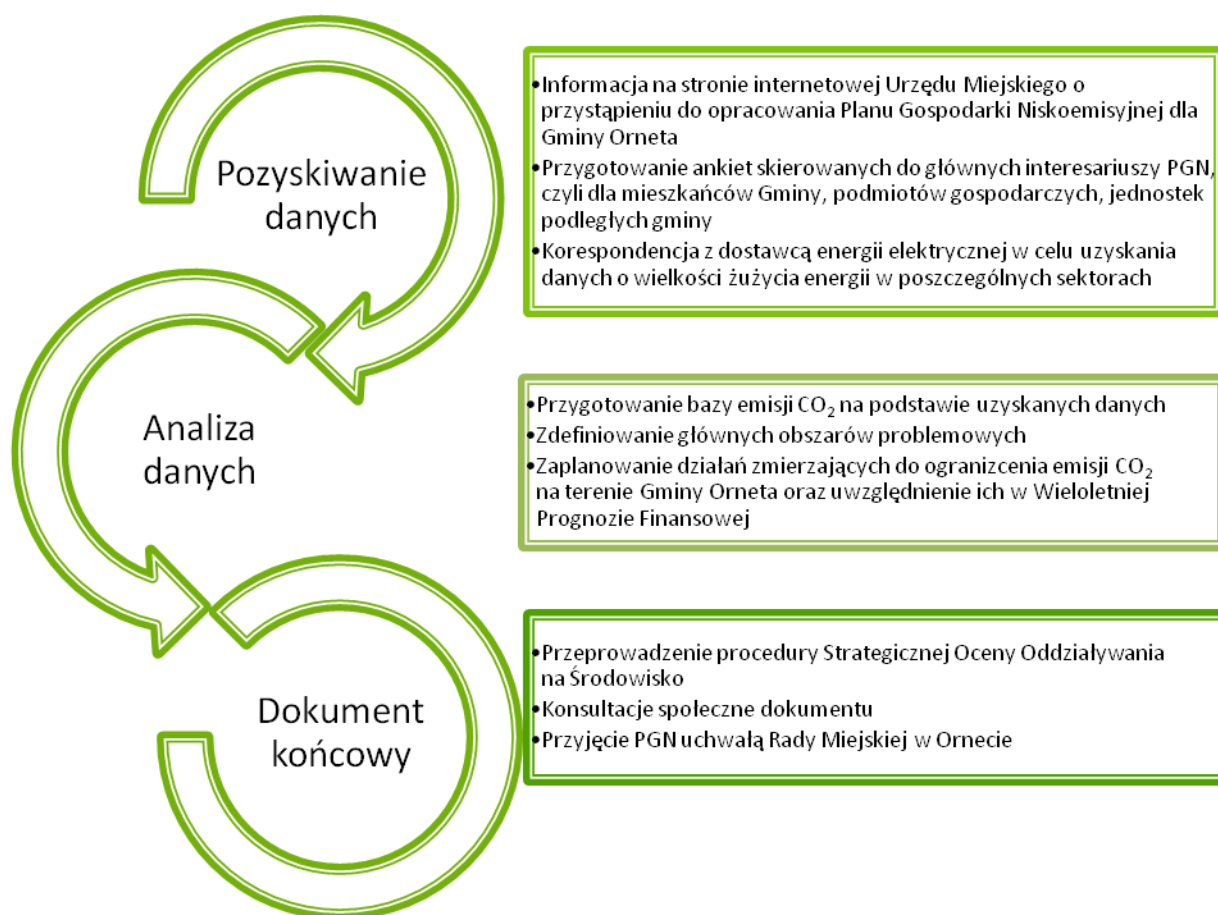 Pozyskiwanie
danych
•Informacja na stronie internetowej Urzędu Miejskiego o
przystąpieniu do opracowania Planu Gospodarki Niskoemisyjnej dla
Gminy Orneta
•Przygotowanie ankiet skierowanych do głównych interesariuszy PGN,
czyli dla mieszkańców Gminy, podmiotów gospodarczych, jednostek
podległych gminy
•Korespondencja z dostawcą energii elektrycznej w celu uzyskania
danych o wielkości żużycia energii w poszczególnych sektorach
Analiza
danych
•Przygotowanie bazy emisji CO₂ na podstawie uzyskanych danych
•Zdefiniowanie głównych obszarów problemowych
•Zaplanowanie działań zmierzających do ogranizcenia emisji CO₂
na terenie Gminy Orneta oraz uwzględnienie ich w Wieloletniej
Prognozie Finansowej
Dokument
końcowy
•Przeprowadzenie procedury Strategicznej Oceny Oddziaływania
na Środowisko
•Konsultacje społeczne dokumentu
•Przyjęcie PGN uchwałą Rady Miejskiej w Ornecie